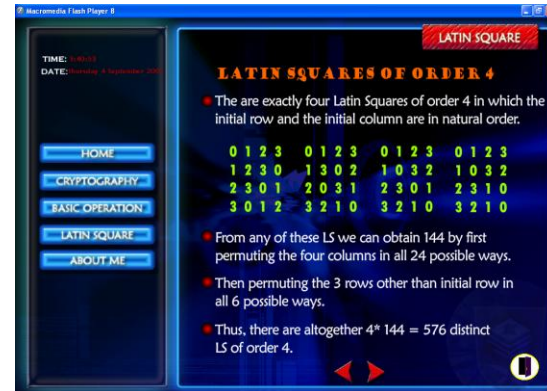 Macromedia Flash Player 8
LATIN SQUARE
TIME:
DATE:
HOME
CRYPTOGRAPHY
BASIC OPERATION
LATIN SQUARE
ABOUT ME
LATIN SQUARES OF ORDER 4
The are exactly four Latin Squares of order 4 in which the
initial row and the initial column are in natural order.
0 1 2 3 0 1 2 3 0 1 2 3 0 1 2 3
1 2 3 0 1 3 0 2 1 0 3 2 1 0 3 2
2 3 0 1 2 0 3 1 2 3 0 1 2 3 1 0
3 0 1 2 3 2 1 0 3 2 1 0 3 2 1 0
From any of these LS we can obtain 144 by first
permuting the four columns in all 24 possible ways.
Then permuting the 3 rows other than initial row in
all 6 possible ways.
Thus, there are altogether 4* 144 = 576 distinct
LS of order 4.